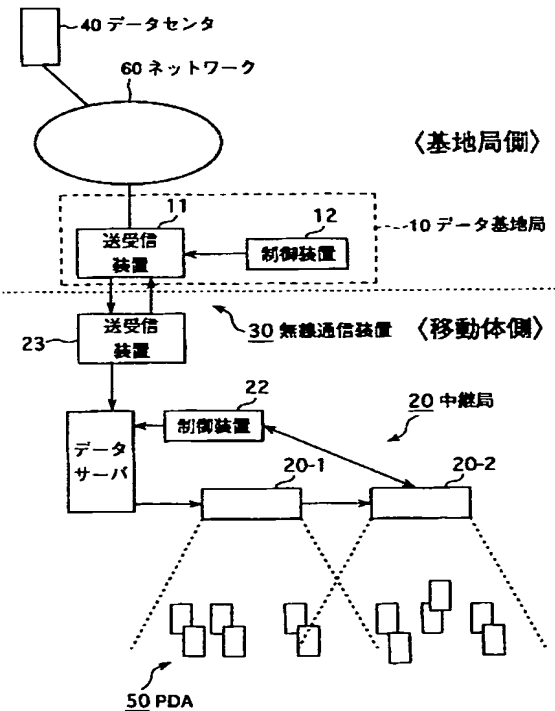 40 データセンタ
60 ネットワーク
〈基地局側〉
11
12
送受信
装置
制御装置
10 データ基地局
送受信
装置
23
30 無線通信装置
〈移動体側〉
22
制御装置
20 中継局
データ
サーバ
20-1
20-2
50 PDA